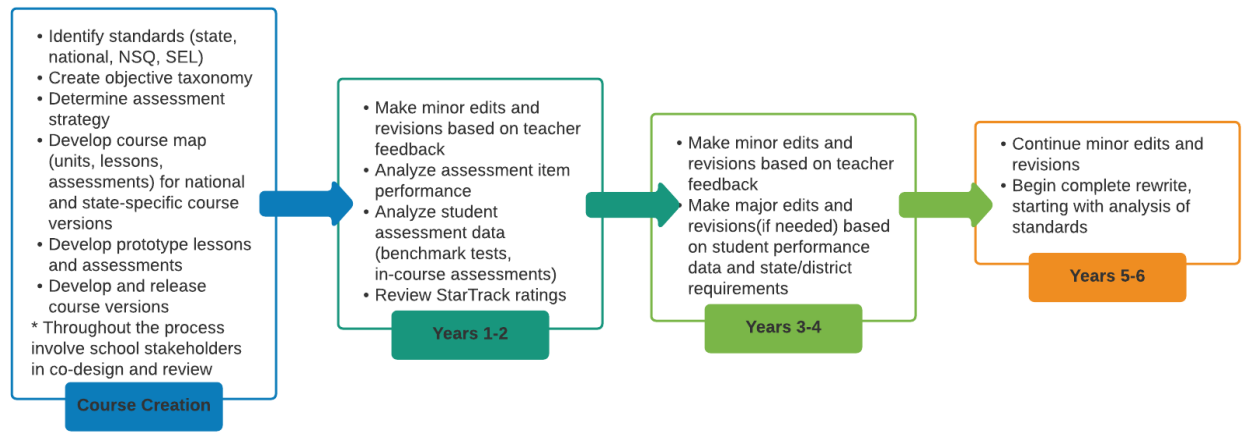 • Identify standards (state,
national, NSQ, SEL)
• Create objective taxonomy
• Determine assessment
strategy
• Develop course map
(units, lessons,
assessments) for national
and state-specific course
versions
• Develop prototype lessons
and assessments
• Develop and release
course versions
* Throughout the process
involve school stakeholders
in co-design and review
Course Creation
• Make minor edits and
revisions based on teacher
feedback
• Analyze assessment item
performance
• Analyze student
assessment data
(benchmark tests,
in-course assessments)
• Review StarTrack ratings
Years 1-2
• Make minor edits and
revisions based on teacher
feedback
• Make major edits and
revisions(if needed) based
on student performance
data and state/district
requirements
Years 3-4
• Continue minor edits and
revisions
• Begin complete rewrite,
starting with analysis of
standards
Years 5-6